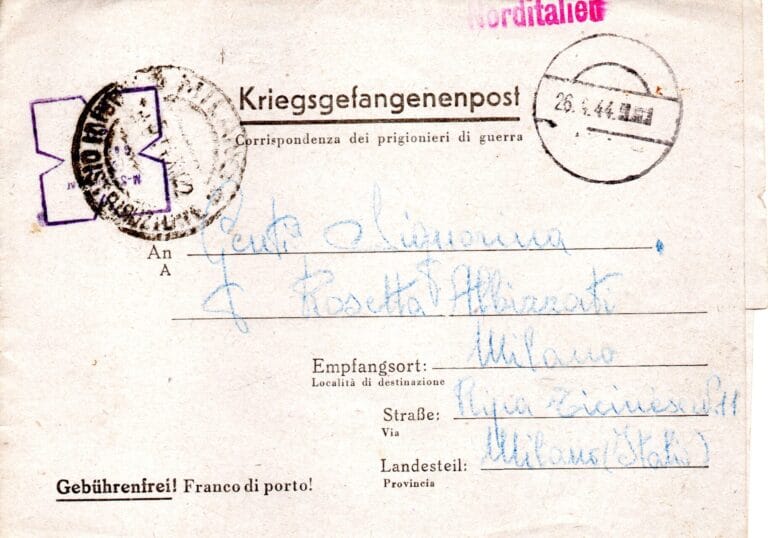 Norditalien
Kriegsgefangenenpost
Corrispondenza dei prigionieri di guerra
26.4.44
An
A
Gent. Signorina
Rosetta Albizzati
Empfangsort: Milano
Località di destinazione
Straße: Ripa Ticinese N. 11
Via
Landesteil: Milano (Italia)
Provincia
Gebührenfrei! Franco di porto!